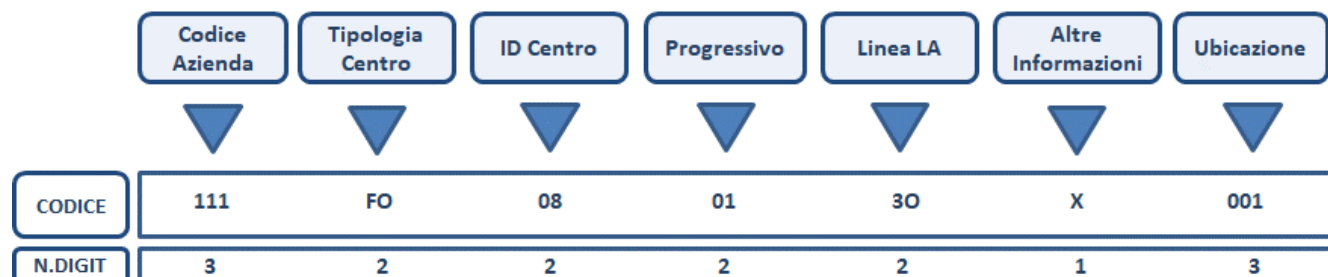 Codice Azienda
Tipologia Centro
ID Centro
Progressivo
Linea LA
Altre Informazioni
Ubicazione
CODICE 111 FO 08 01 3O X 001
N.DIGIT 3 2 2 2 2 1 3